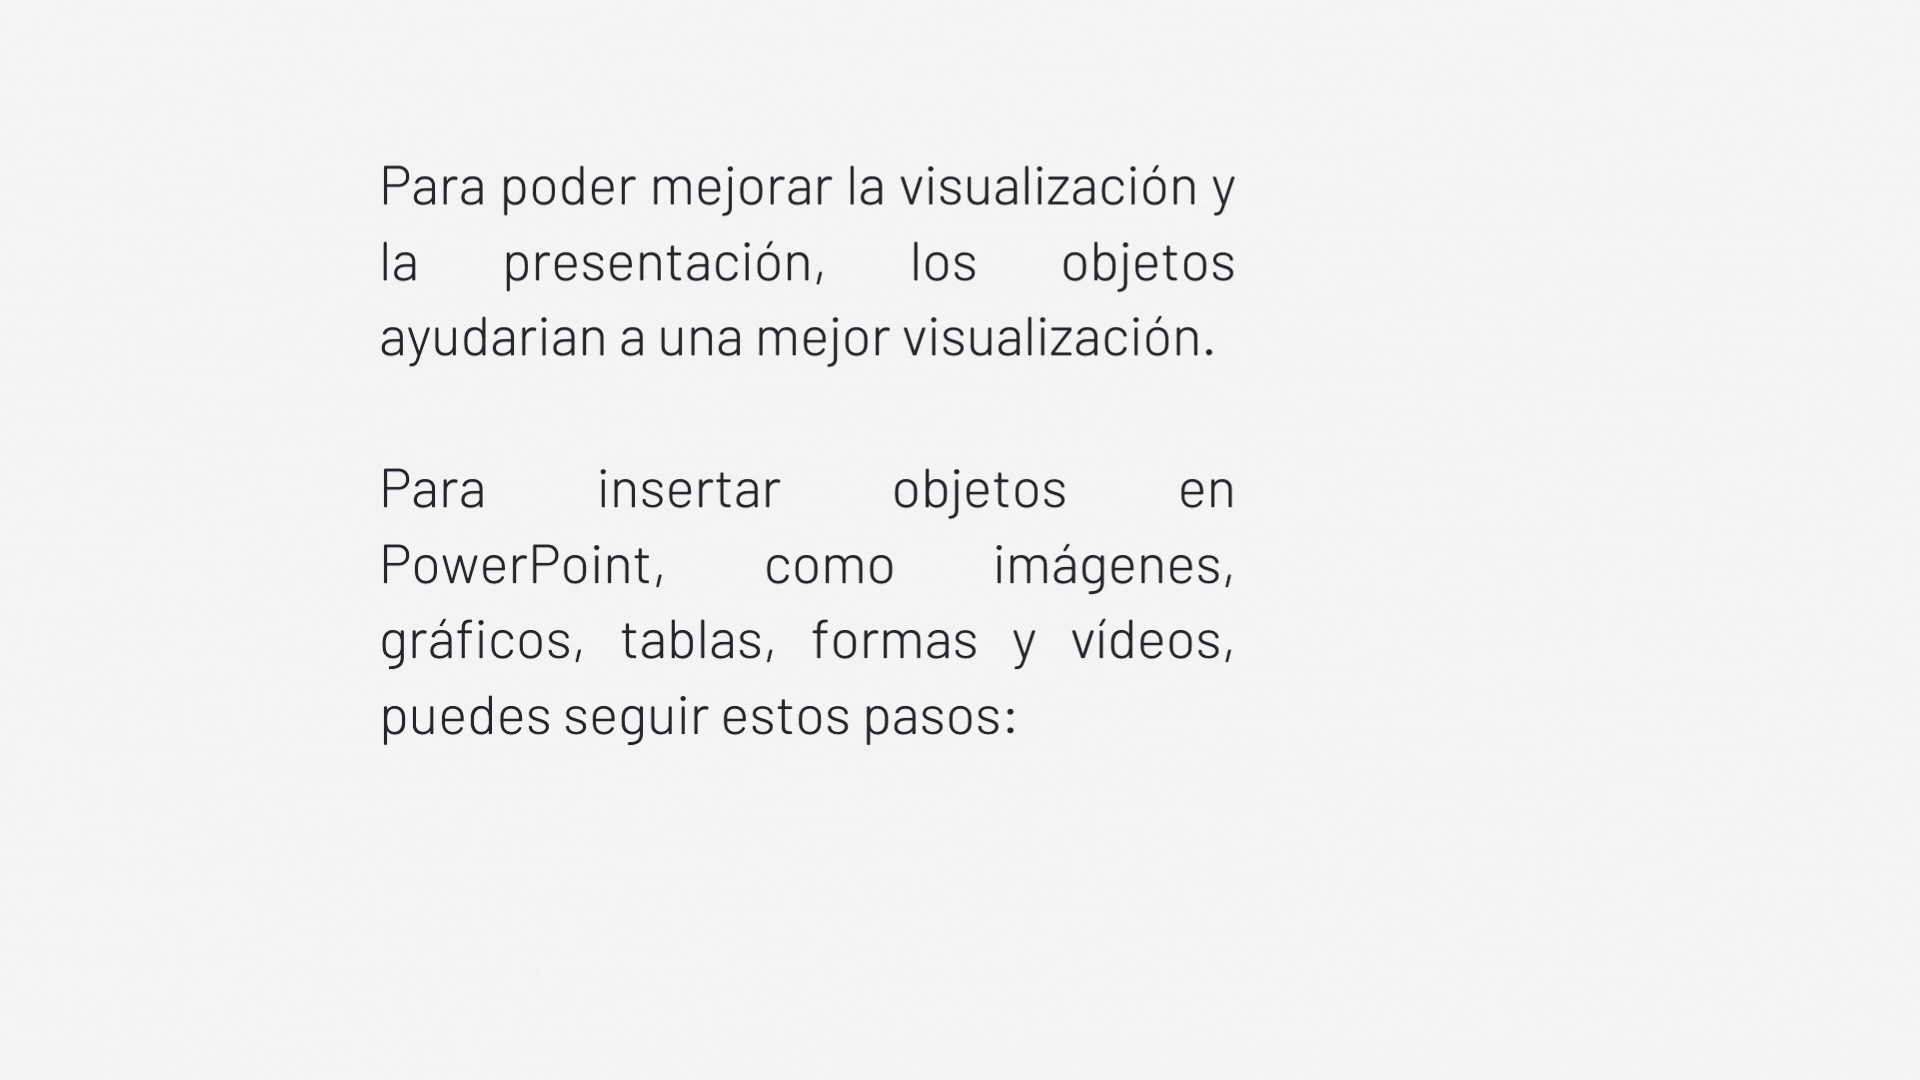 Para poder mejorar la visualización y
la presentación, los objetos
ayudarian a una mejor visualización.
Para insertar objetos en
PowerPoint, como imágenes,
gráficos, tablas, formas y vídeos,
puedes seguir estos pasos: